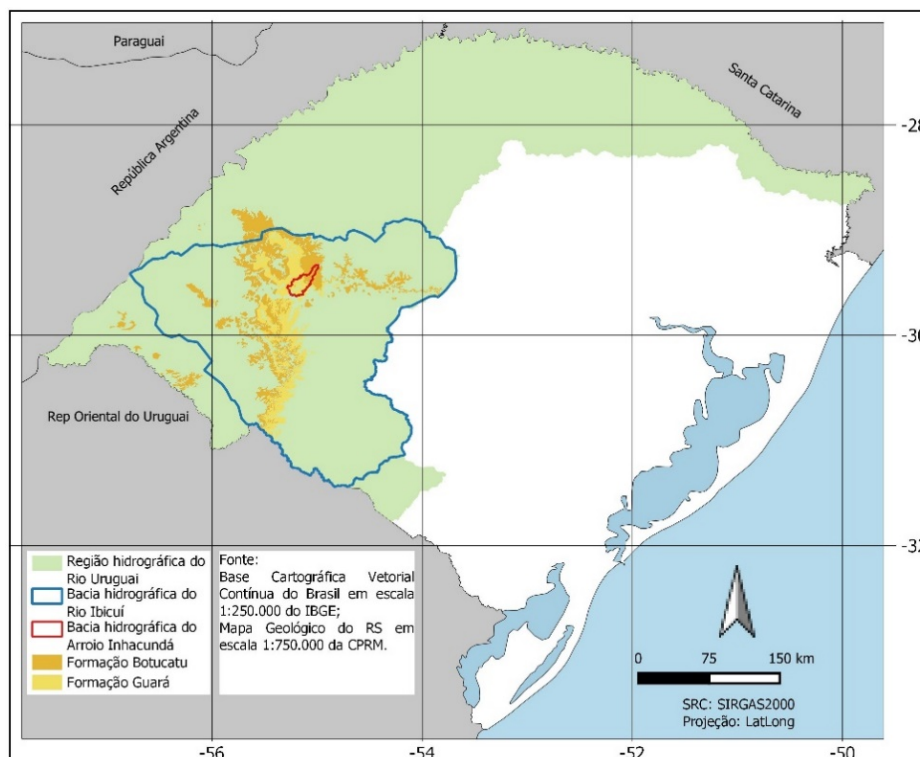 Paraguai
Santa Catarina
República Argentina
-28
-30
Rep Oriental do Uruguai
-32
Região hidrográfica do
Rio Uruguai
Bacia hidrográfica do
Rio Ibicuí
Bacia hidrográfica do
Arroio Inhacundá
Formação Botucatu
Formação Guará
Fonte:
Base Cartográfica Vetorial
Contínua do Brasil em escala
1:250.000 do IBGE;
Mapa Geológico do RS em
escala 1:750.000 da CPRM.
0 75 150 km
SRC: SIRGAS2000
Projeção: LatLong
-56 -54 -52 -50